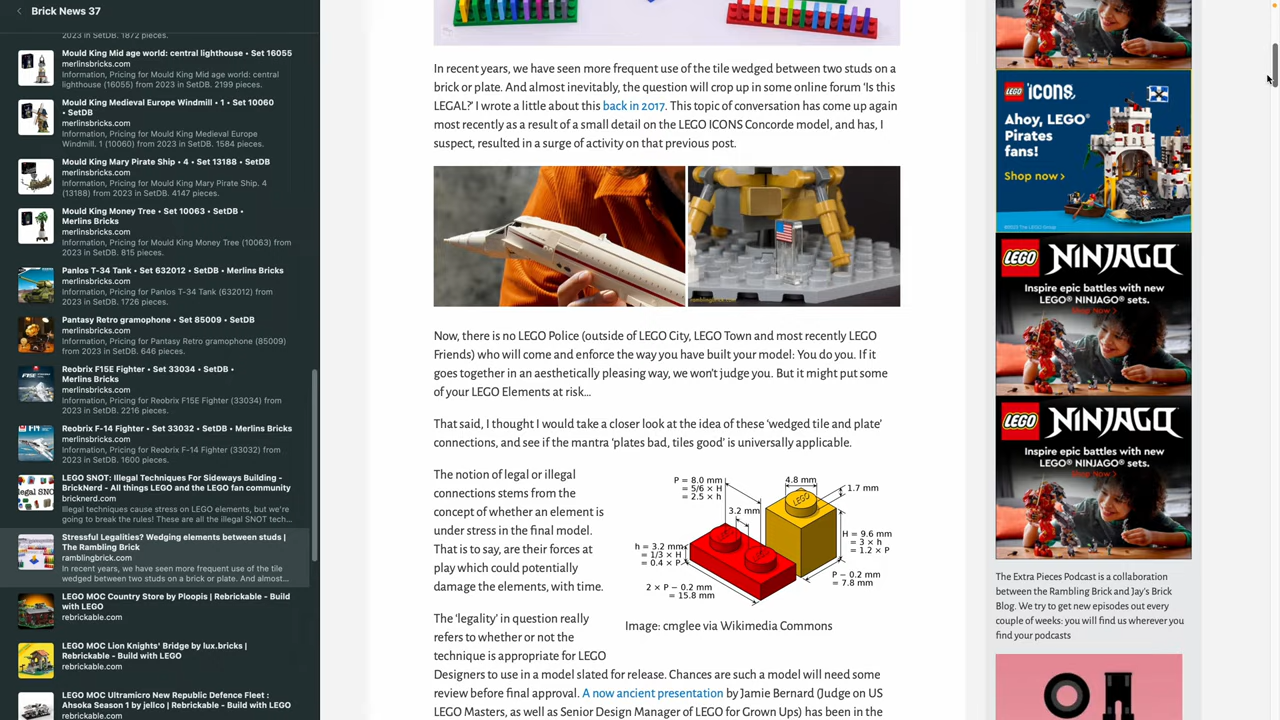 Brick News 37
2023 in SetDB. 1872 pieces.
Mould King Mid age world: central lighthouse • Set 16055
merlinsbricks.com
Information, Pricing for Mould King Mid age world: central
lighthouse (16055) from 2023 in SetDB. 2199 pieces.
Mould King Medieval Europe Windmill • 1 • Set 10060
• SetDB
merlinsbricks.com
Information, Pricing for Mould King Medieval Europe
Windmill. 1 (10060) from 2023 in SetDB. 1584 pieces.
Mould King Mary Pirate Ship • 4 • Set 13188 • SetDB
merlinsbricks.com
Information, Pricing for Mould King Mary Pirate Ship. 4
(13188) from 2023 in SetDB. 4147 pieces.
Mould King Money Tree • Set 10063 • SetDB •
Merlins Bricks
merlinsbricks.com
Information, Pricing for Mould King Money Tree (10063) from
2023 in SetDB. 815 pieces.
Panlos T-34 Tank • Set 632012 • SetDB • Merlins Bricks
merlinsbricks.com
Information, Pricing for Panlos T-34 Tank (632012) from
2023 in SetDB. 1726 pieces.
Pantasy Retro gramophone • Set 85009 • SetDB
merlinsbricks.com
Information, Pricing for Pantasy Retro gramophone (85009)
from 2023 in SetDB. 646 pieces.
Reobrix F15E Fighter • Set 33034 • SetDB •
Merlins Bricks
merlinsbricks.com
Information, Pricing for Reobrix F15E Fighter (33034) from
2023 in SetDB. 2216 pieces.
Reobrix F-14 Fighter • Set 33032 • SetDB • Merlins Bricks
merlinsbricks.com
Information, Pricing for Reobrix F-14 Fighter (33032) from
2023 in SetDB. 1600 pieces.
LEGO SNOT: Illegal Techniques For Sideways Building -
BrickNerd - All things LEGO and the LEGO fan community
bricknerd.com
Illegal techniques cause stress on LEGO elements, but we're
going to break the rules! These are all the illegal SNOT tech...
Stressful Legalities? Wedging elements between studs |
The Rambling Brick
ramblingbrick.com
In recent years, we have seen more frequent use of the tile
wedged between two studs on a brick or plate. And almost...
LEGO MOC Country Store by Ploopis | Rebrickable - Build
with LEGO
rebrickable.com
LEGO MOC Lion Knights' Bridge by lux.bricks |
Rebrickable - Build with LEGO
rebrickable.com
LEGO MOC Ultramicro New Republic Defence Fleet :
Ahsoka Season 1 by jellco | Rebrickable - Build with LEGO
rebrickable.com
In recent years, we have seen more frequent use of the tile wedged between two studs on a
brick or plate. And almost inevitably, the question will crop up in some online forum 'Is this
LEGAL?' I wrote a little about this back in 2017. This topic of conversation has come up again
most recently as a result of a small detail on the LEGO ICONS Concorde model, and has, I
suspect, resulted in a surge of activity on that previous post.
Now, there is no LEGO Police (outside of LEGO City, LEGO Town and most recently LEGO
Friends) who will come and enforce the way you have built your model: You do you. If it
goes together in an aesthetically pleasing way, we won't judge you. But it might put some
of your LEGO Elements at risk…
That said, I thought I would take a closer look at the idea of these 'wedged tile and plate'
connections, and see if the mantra 'plates bad, tiles good' is universally applicable.
The notion of legal or illegal
connections stems from the
concept of whether an element is
under stress in the final model.
That is to say, are their forces at
play which could potentially
damage the elements, with time.
P = 8.0 mm
= 5/6 × H
= 2.5 × h
4.8 mm
1.7 mm
3.2 mm
LEGO
h = 3.2 mm
= 1/3 × H
= 0.4 × P
H = 9.6 mm
= 3 × h
= 1.2 × P
2 × P − 0.2 mm
= 15.8 mm
P − 0.2 mm
= 7.8 mm
Image: cmglee via Wikimedia Commons
The 'legality' in question really
refers to whether or not the
technique is appropriate for LEGO
Designers to use in a model slated for release. Chances are such a model will need some
review before final approval. A now ancient presentation by Jamie Bernard (Judge on US
LEGO Masters, as well as Senior Design Manager of LEGO for Grown Ups) has been in the
LEGO ICONS.
Ahoy, LEGO®
Pirates
fans!
Shop now >
LEGO NINJAGO
Inspire epic battles with new
LEGO® NINJAGO sets.
Shop Now >
LEGO NINJAGO
Inspire epic battles with new
LEGO® NINJAGO sets.
Shop Now >
The Extra Pieces Podcast is a collaboration
between the Rambling Brick and Jay's Brick
Blog. We try to get new episodes out every
couple of weeks: you will find us wherever you
find your podcasts